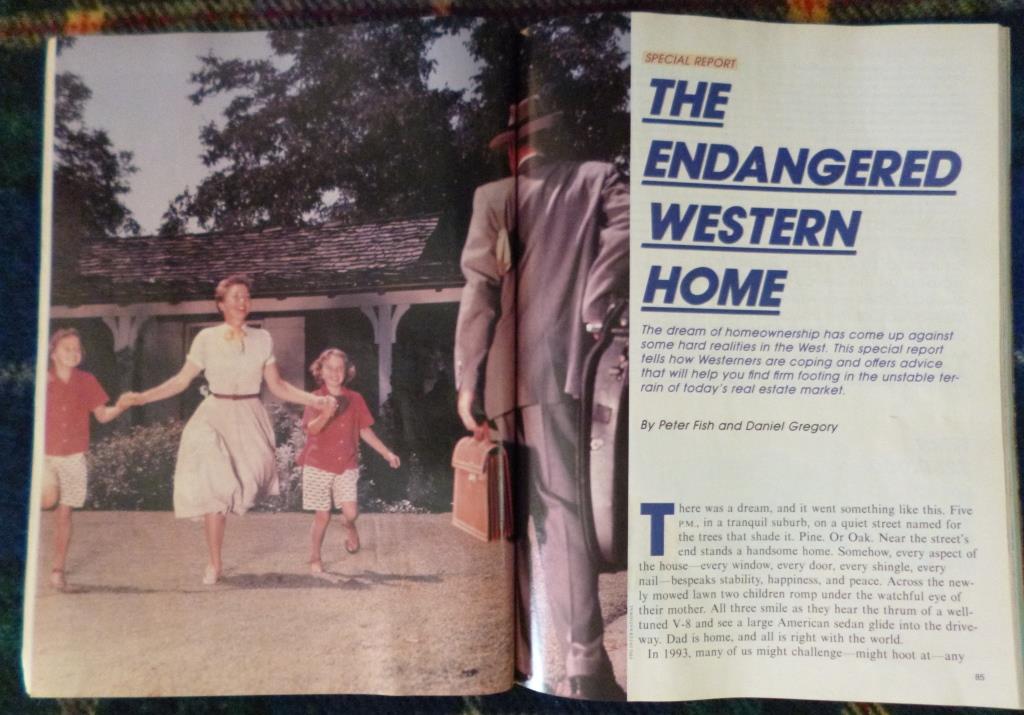 SPECIAL REPORT
THE
ENDANGERED
WESTERN
HOME
The dream of homeownership has come up against
some hard realities in the West. This special report
tells how Westerners are coping and offers advice
that will help you find firm footing in the unstable ter-
rain of today's real estate market.
By Peter Fish and Daniel Gregory
There was a dream, and it went something like this. Five
P.M., in a tranquil suburb, on a quiet street named for
the trees that shade it. Pine. Or Oak. Near the street's
end stands a handsome home. Somehow, every aspect of
the house—every window, every door, every shingle, every
nail—bespeaks stability, happiness, and peace. Across the new-
ly mowed lawn two children romp under the watchful eye of
their mother. All three smile as they hear the thrum of a well-
tuned V-8 and see a large American sedan glide into the drive-
way. Dad is home, and all is right with the world.
In 1993, many of us might challenge—might hoot at—any
85